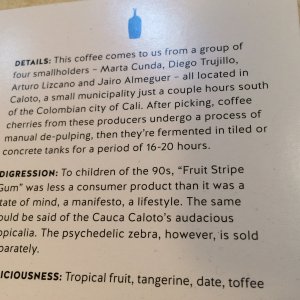 DETAILS: This coffee comes to us from a group of
four smallholders – Marta Cunda, Diego Trujillo,
Arturo Lizcano and Jairo Almeguer – all located in
Caloto, a small municipality just a couple hours south
of the Colombian city of Cali. After picking, coffee
cherries from these producers undergo a process of
manual de-pulping, then they're fermented in tiled or
concrete tanks for a period of 16-20 hours.
DIGRESSION: To children of the 90s, "Fruit Stripe
Gum" was less a consumer product than it was a
state of mind, a manifesto, a lifestyle. The same
ould be said of the Cauca Caloto's audacious
opicalia. The psychedelic zebra, however, is sold
parately.
ICIOUSNESS: Tropical fruit, tangerine, date, toffee